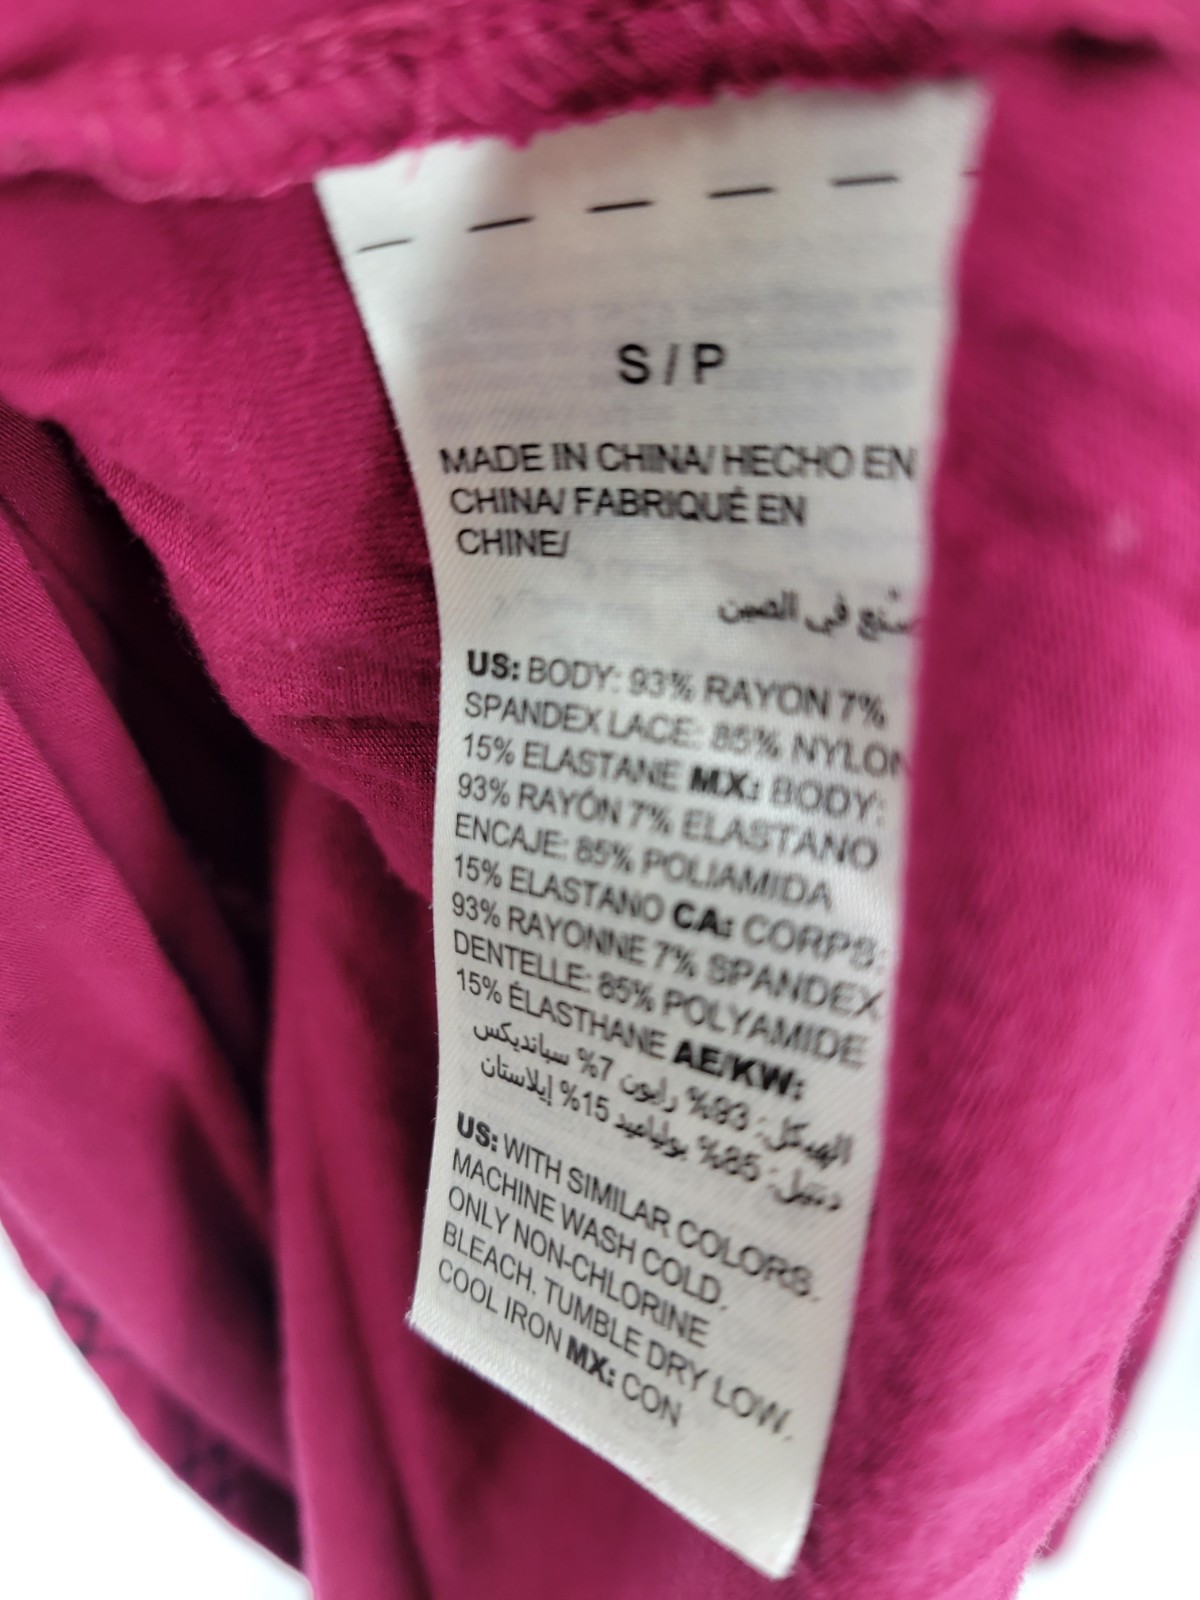 S / P
MADE IN CHINA/ HECHO EN
CHINA/ FABRIQUÉ EN
CHINE/
صنع في الصين
US: BODY: 93% RAYON 7%
SPANDEX LACE: 85% NYLON
15% ELASTANE MX: BODY:
93% RAYÓN 7% ELASTANO
ENCAJE: 85% POLIAMIDA
15% ELASTANO CA: CORPS:
93% RAYONNE 7% SPANDEX
DENTELLE: 85% POLYAMIDE
15% ÉLASTHANE AE/KW:
الهيكل: 93% رايون 7% سبانديكس
دنتيل: 85% بولياميد 15% إيلاستان
US: WITH SIMILAR COLORS.
MACHINE WASH COLD.
ONLY NON-CHLORINE
BLEACH. TUMBLE DRY LOW.
COOL IRON MX: CON